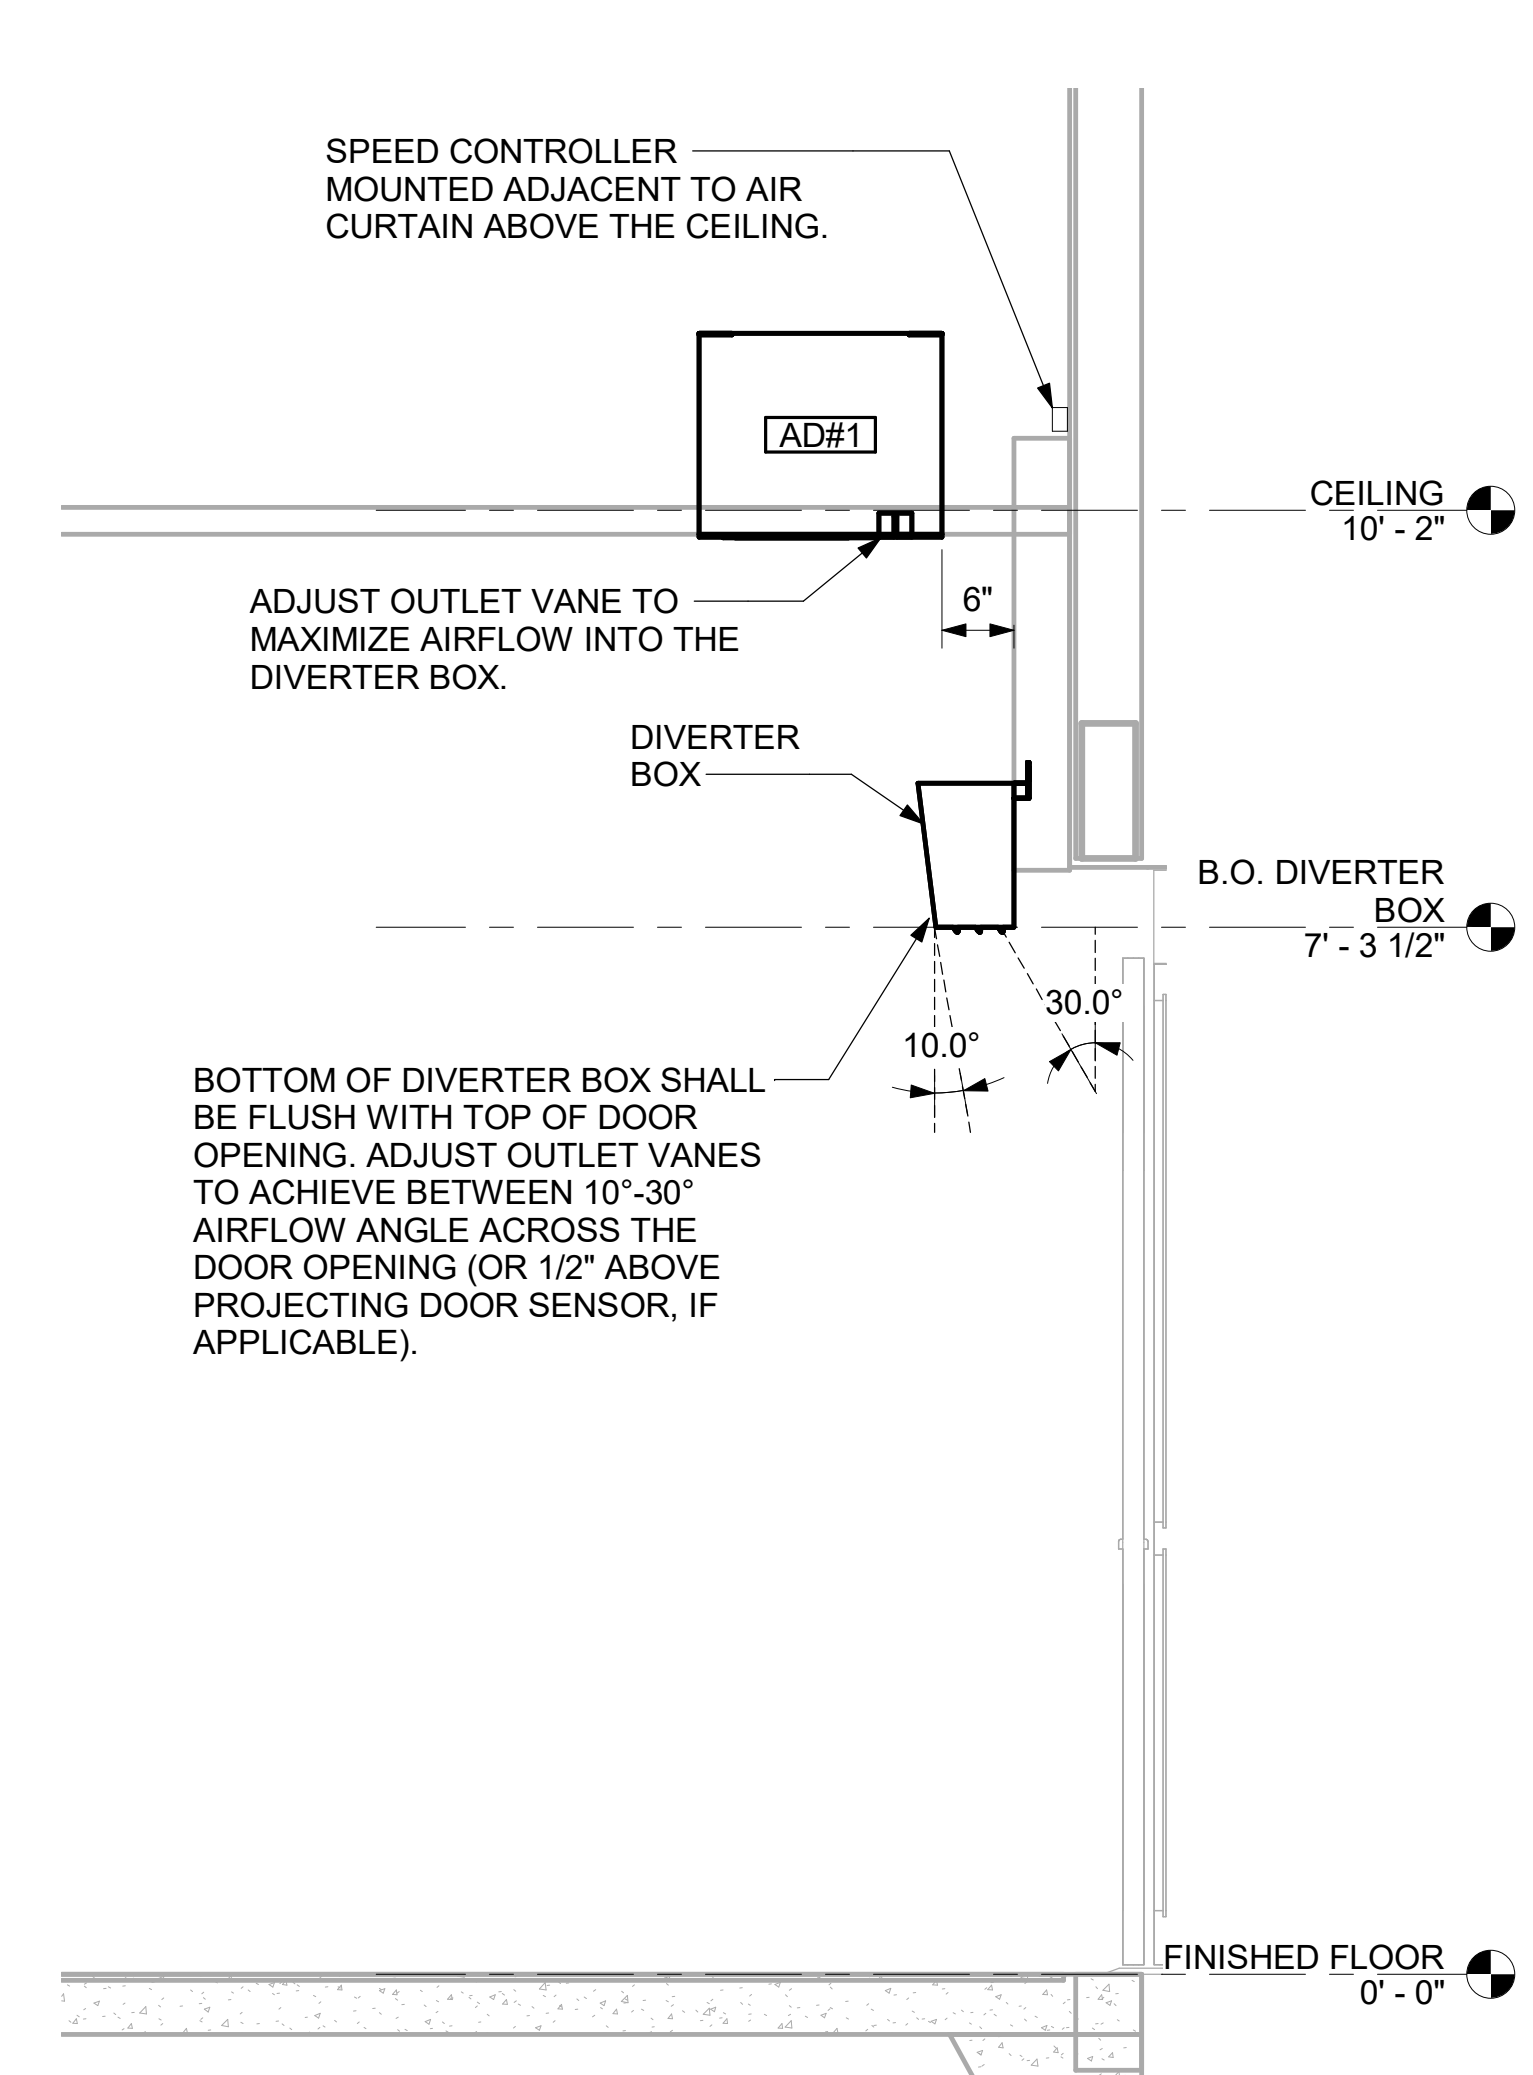 SPEED CONTROLLER
MOUNTED ADJACENT TO AIR
CURTAIN ABOVE THE CEILING.
AD#1
CEILING
10' - 2"
ADJUST OUTLET VANE TO
MAXIMIZE AIRFLOW INTO THE
DIVERTER BOX.
6"
DIVERTER
BOX
B.O. DIVERTER
BOX
7' - 3 1/2"
30.0°
10.0°
BOTTOM OF DIVERTER BOX SHALL
BE FLUSH WITH TOP OF DOOR
OPENING. ADJUST OUTLET VANES
TO ACHIEVE BETWEEN 10°-30°
AIRFLOW ANGLE ACROSS THE
DOOR OPENING (OR 1/2" ABOVE
PROJECTING DOOR SENSOR, IF
APPLICABLE).
FINISHED FLOOR
0' - 0"